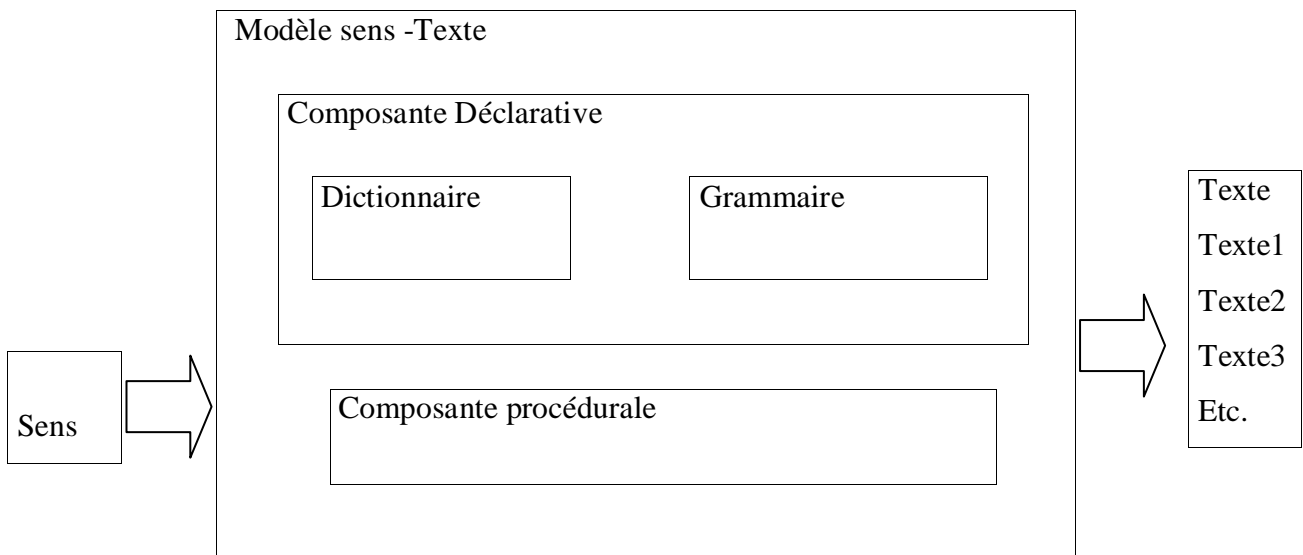 Modèle sens -Texte
Composante Déclarative
Dictionnaire
Grammaire
Composante procédurale
Sens
Texte
Texte1
Texte2
Texte3
Etc.